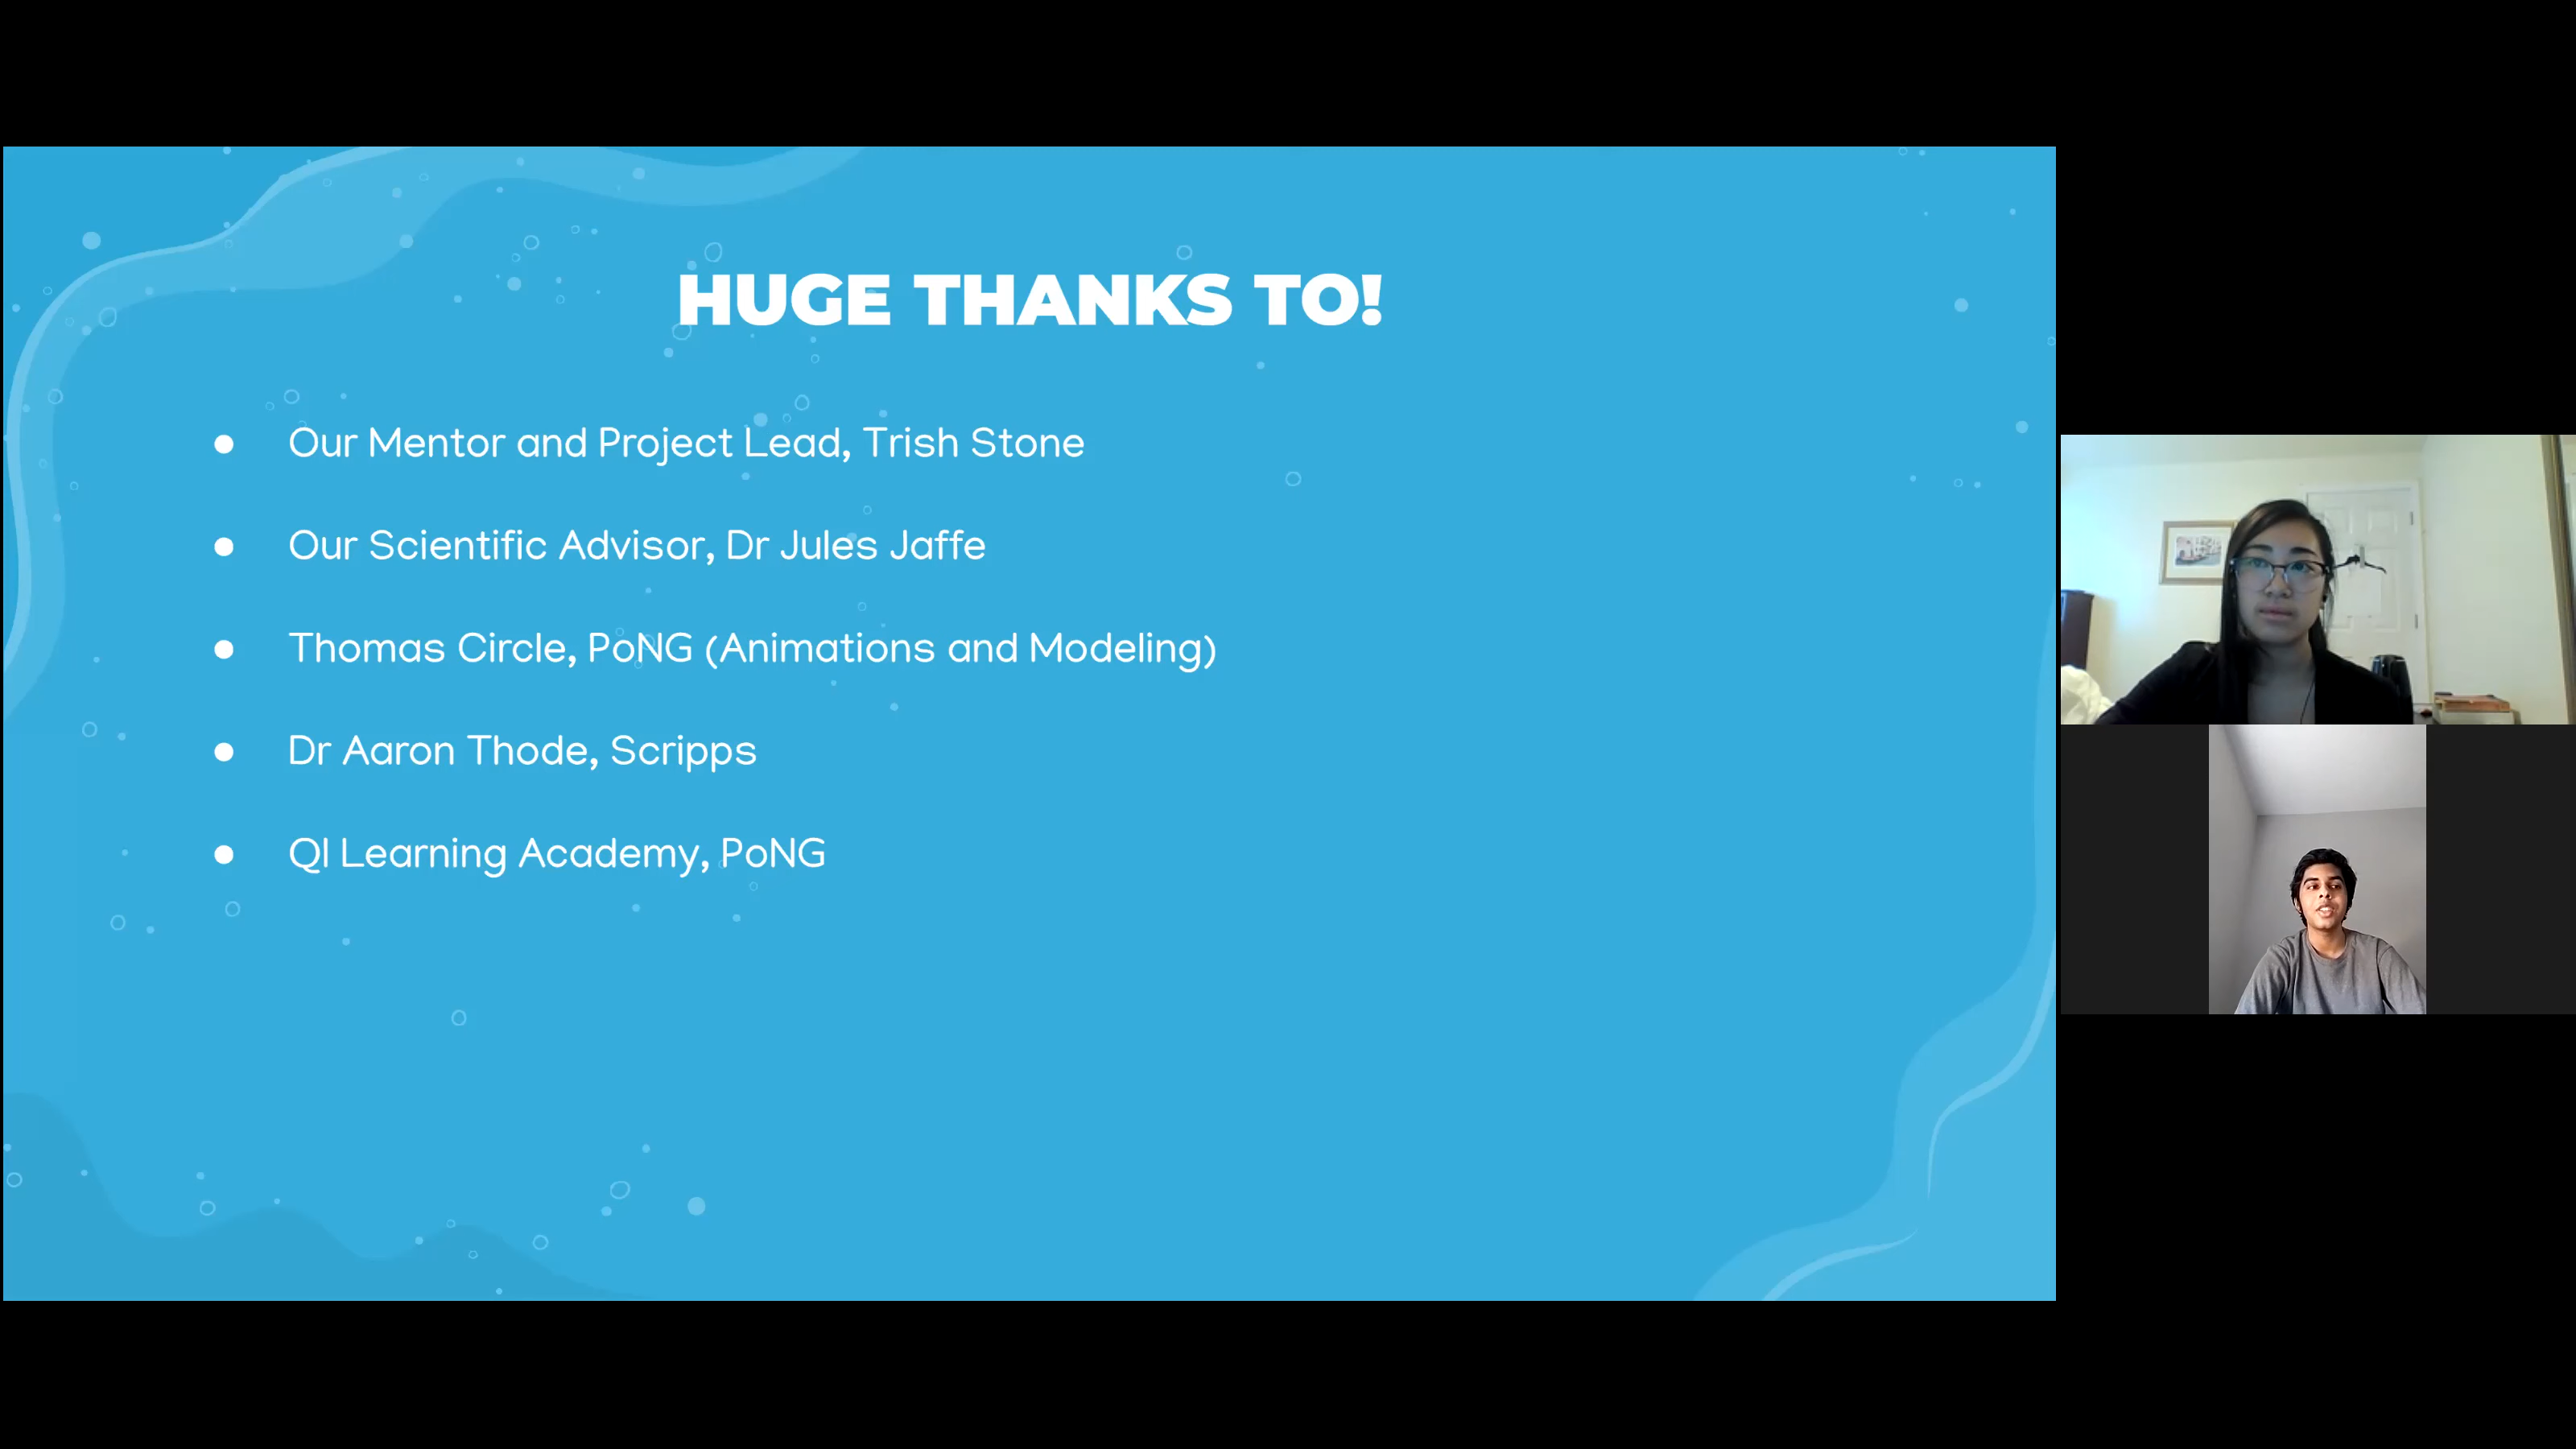 HUGE THANKS TO!
● Our Mentor and Project Lead, Trish Stone
● Our Scientific Advisor, Dr Jules Jaffe
● Thomas Circle, PoNG (Animations and Modeling)
● Dr Aaron Thode, Scripps
● QI Learning Academy, PoNG